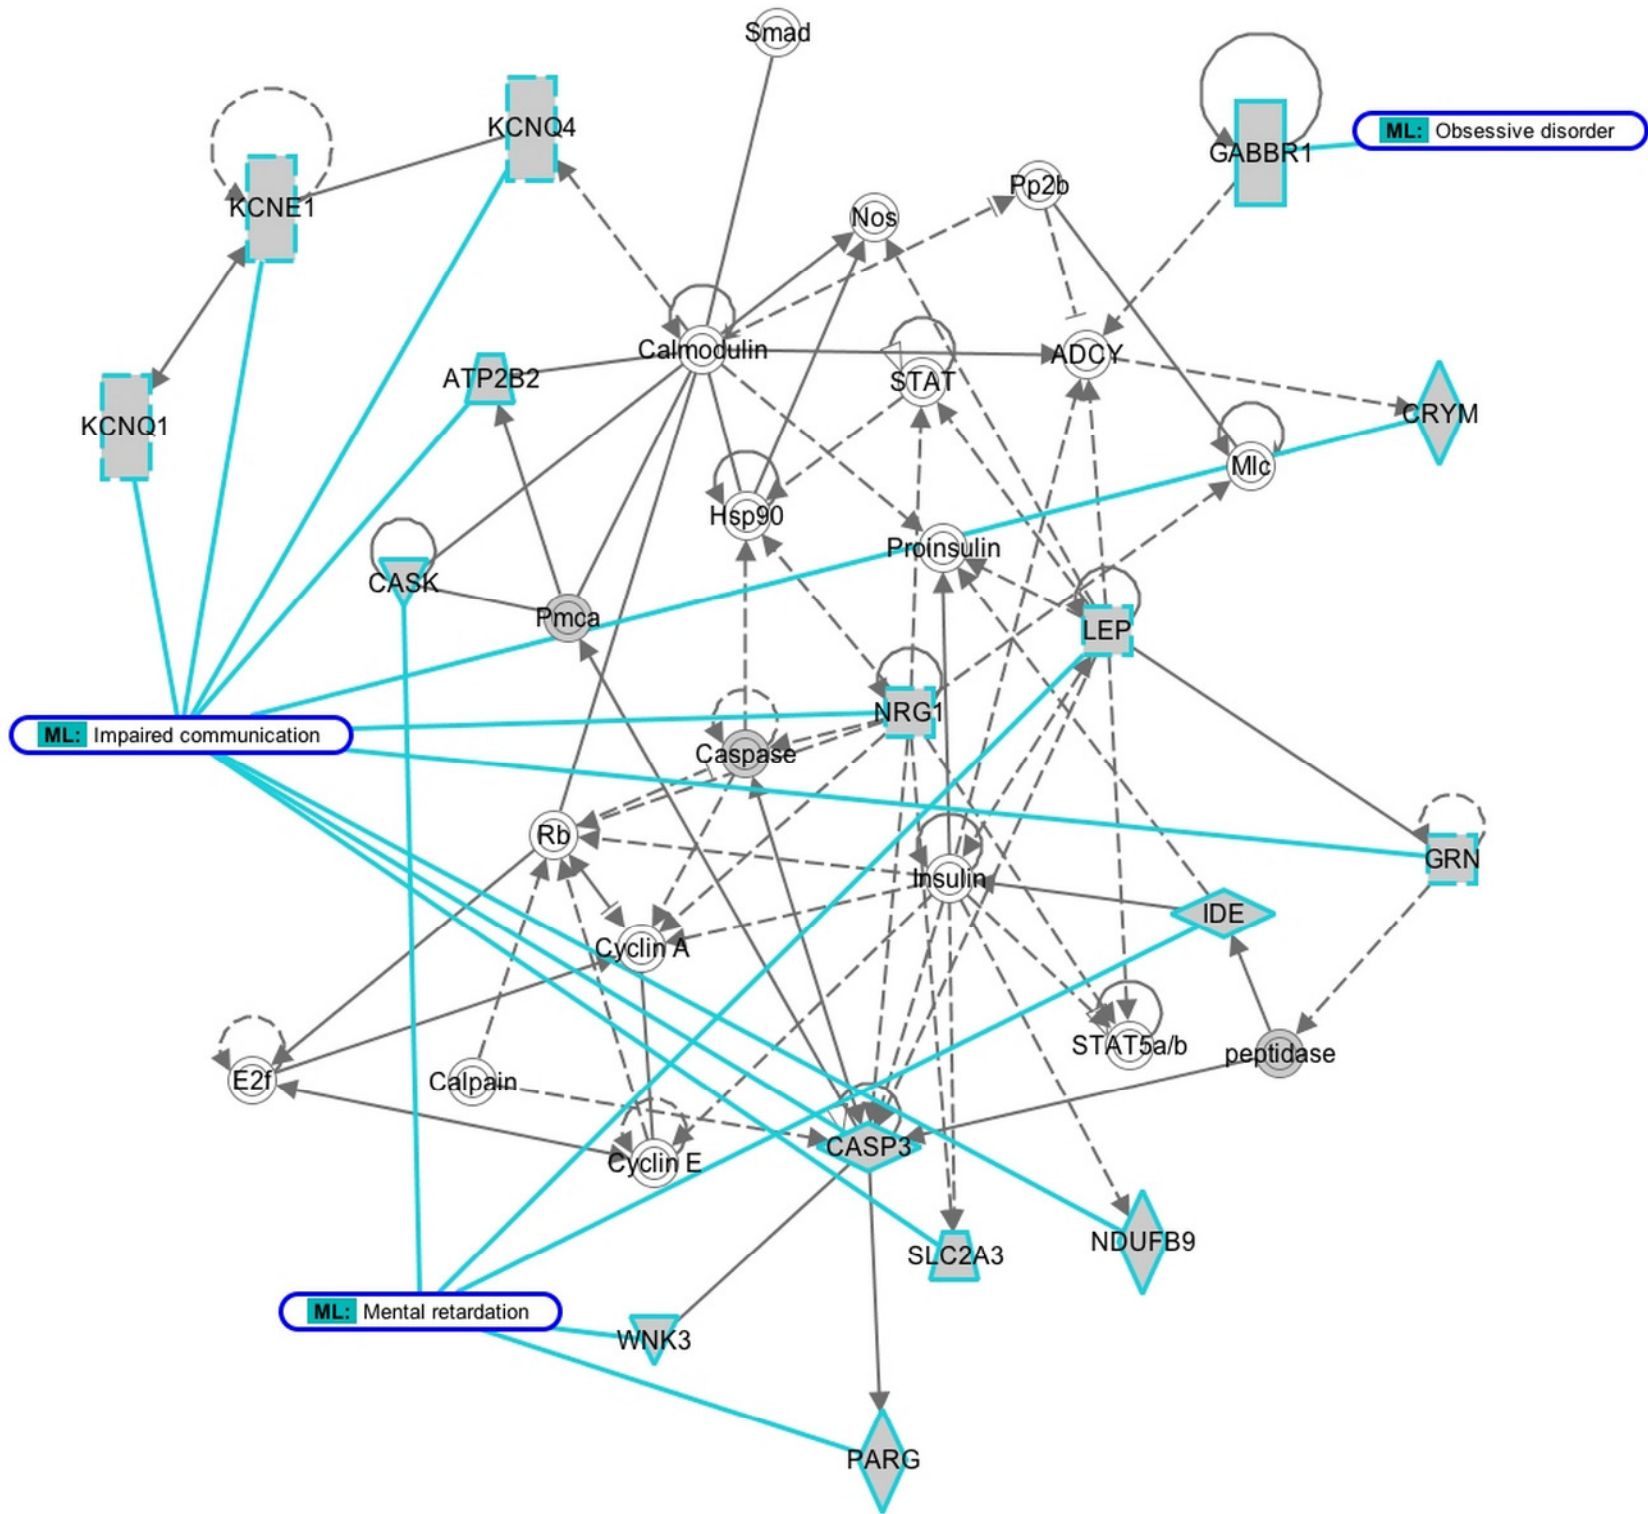 Smad
KCNQ4
ML: Obsessive disorder
GABBR1
Pp2b
KCNE1
Nos
Calmodulin
ADCY
ATP2B2
STAT
CRYM
KCNQ1
Mlc
Hsp90
Proinsulin
CASK
Pmca
LEP
NRG1
ML: Impaired communication
Caspase
Rb
GRN
Insulin
IDE
Cyclin A
STAT5a/b
peptidase
E2f
Calpain
CASP3
Cyclin E
NDUFB9
SLC2A3
ML: Mental retardation
WNK3
PARG